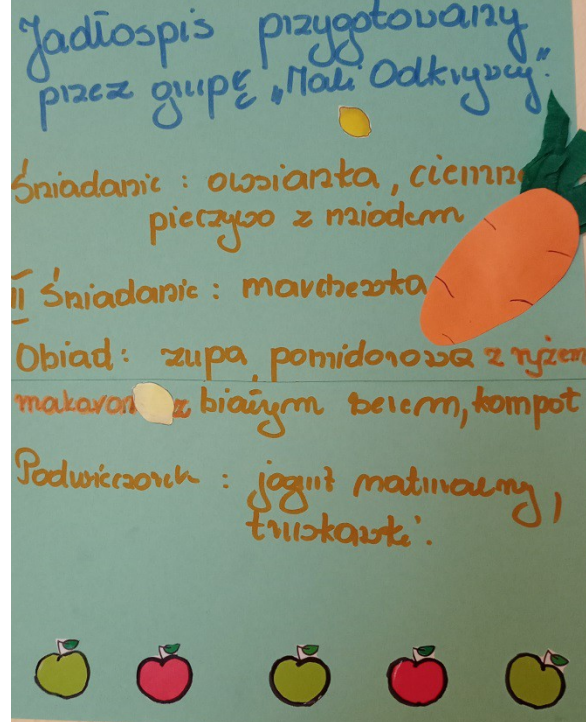 Jadłospis przygotowany
przez grupę „Mali Odkrywcy".
Śniadanie : owsianka, ciemne
pieczywo z miodem
II Śniadanie : marchewka
Obiad : zupa pomidorowa z ryżem
makaron z białym serem, kompot
Podwieczorek : jogurt naturalny,
truskawki.